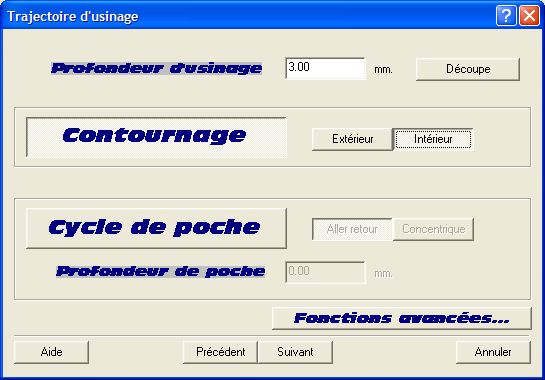 Trajectoire d'usinage
Profondeur d'usinage 3.00 mm. Découpe
Contournage Extérieur Intérieur
Cycle de poche Aller retour Concentrique
Profondeur de poche 0.00 mm.
Fonctions avancées...
Aide Précédent Suivant Annuler